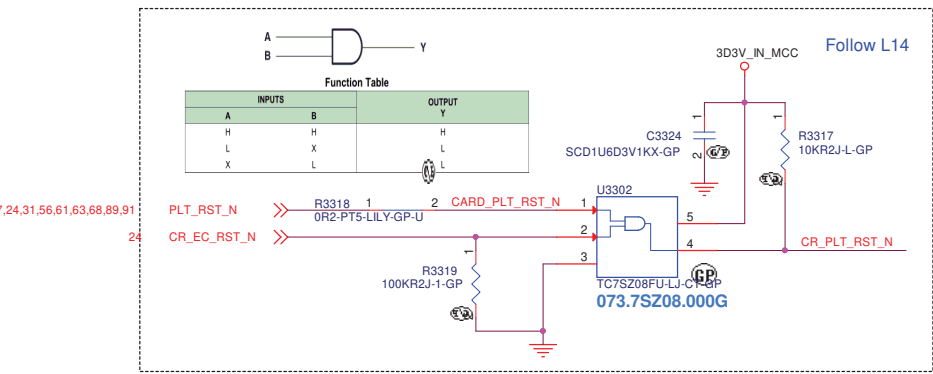 A
B
Y
Function Table
INPUTS OUTPUT
A B Y
H H H
L X L
X L L
Follow L14
3D3V_IN_MCC
1
C3324
SCD1U6D3V1KX-GP
2
1
R3317
10KR2J-L-GP
7,24,31,56,61,63,68,89,91 PLT_RST_N
R3318 1 2 CARD_PLT_RST_N
0R2-PT5-LILY-GP-U
24 CR_EC_RST_N
U3302
1
2
3
5
4
CR_PLT_RST_N
1
R3319
100KR2J-1-GP
GP
TC7SZ08FU-LJ-CT-GP
073.7SZ08.000G